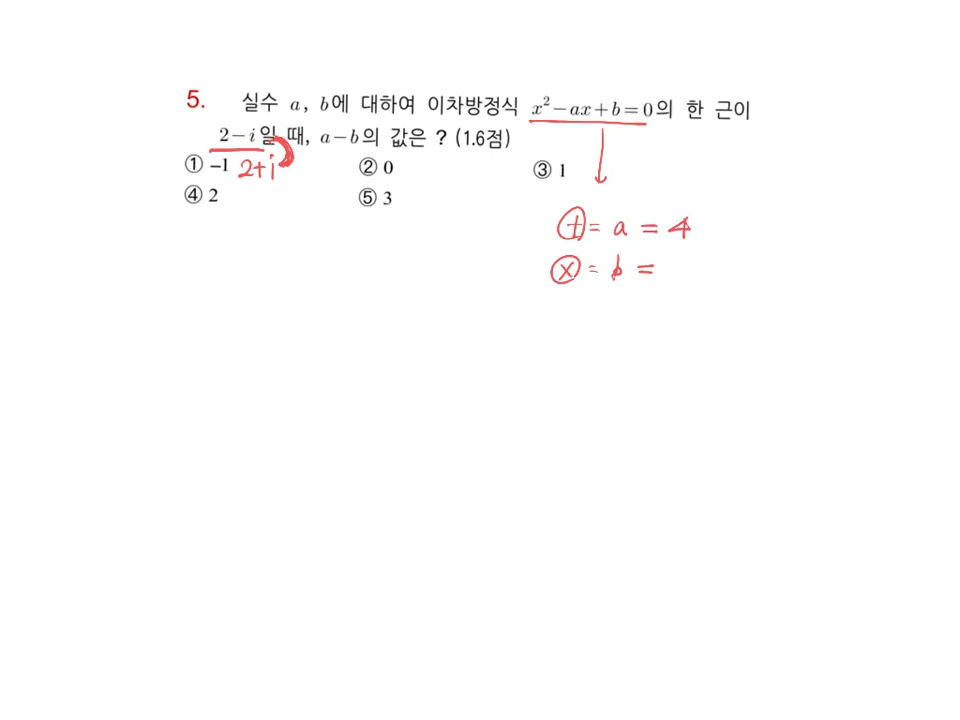 5. 실수 a, b에 대하여 이차방정식 x² − ax + b = 0의 한 근이
2 − i일 때, a − b의 값은 ? (1.6점)
① −1 2+i ② 0 ③ 1
④ 2 ⑤ 3
⊕ = a = 4
ⓧ = b =